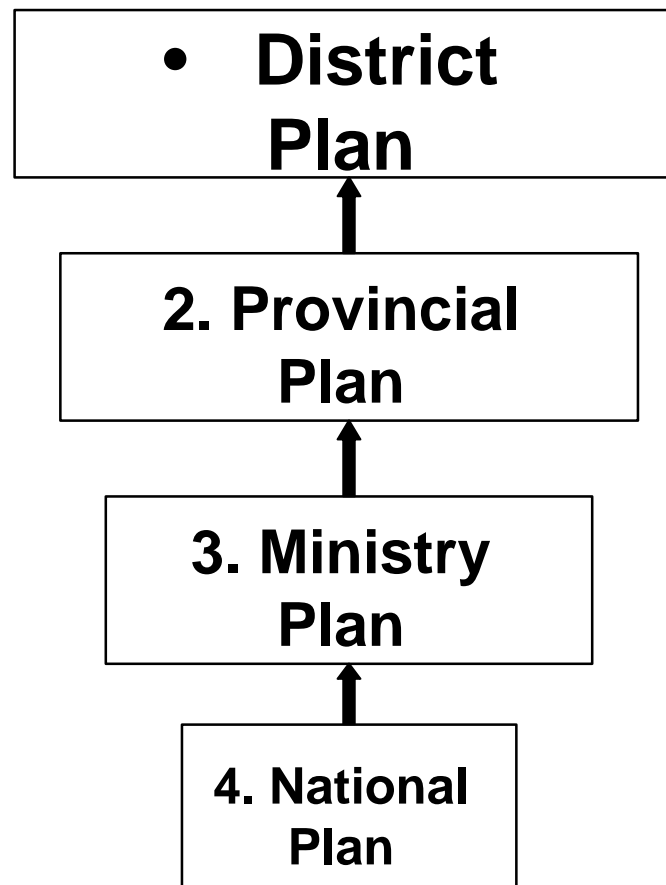 • District
Plan
2. Provincial
Plan
3. Ministry
Plan
4. National
Plan